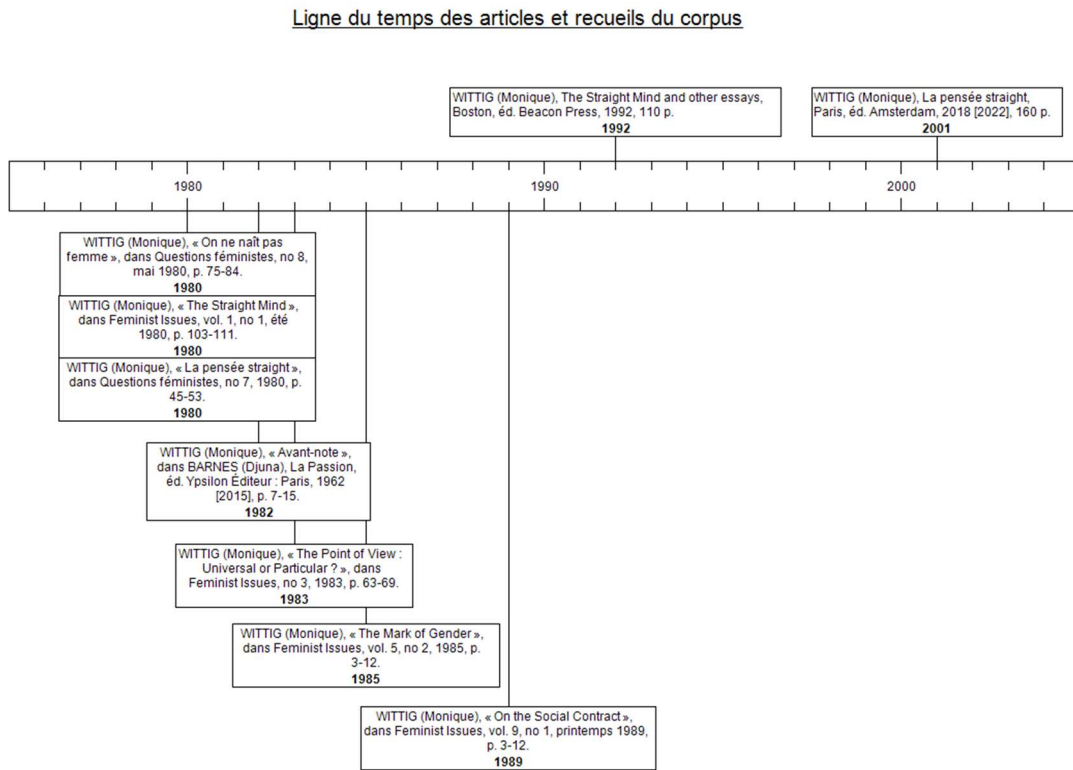 Ligne du temps des articles et recueils du corpus
WITTIG (Monique), The Straight Mind and other essays,
Boston, éd. Beacon Press, 1992, 110 p.
1992
WITTIG (Monique), La pensée straight,
Paris, éd. Amsterdam, 2018 [2022], 160 p.
2001
1980
1990
2000
WITTIG (Monique), « On ne naît pas
femme », dans Questions féministes, no 8,
mai 1980, p. 75-84.
1980
WITTIG (Monique), « The Straight Mind »,
dans Feminist Issues, vol. 1, no 1, été
1980, p. 103-111.
1980
WITTIG (Monique), « La pensée straight »,
dans Questions féministes, no 7, 1980, p.
45-53.
1980
WITTIG (Monique), « Avant-note »,
dans BARNES (Djuna), La Passion,
éd. Ypsilon Éditeur : Paris, 1962
[2015], p. 7-15.
1982
WITTIG (Monique), « The Point of View :
Universal or Particular ? », dans
Feminist Issues, no 3, 1983, p. 63-69.
1983
WITTIG (Monique), « The Mark of Gender »,
dans Feminist Issues, vol. 5, no 2, 1985, p.
3-12.
1985
WITTIG (Monique), « On the Social Contract »,
dans Feminist Issues, vol. 9, no 1, printemps 1989,
p. 3-12.
1989